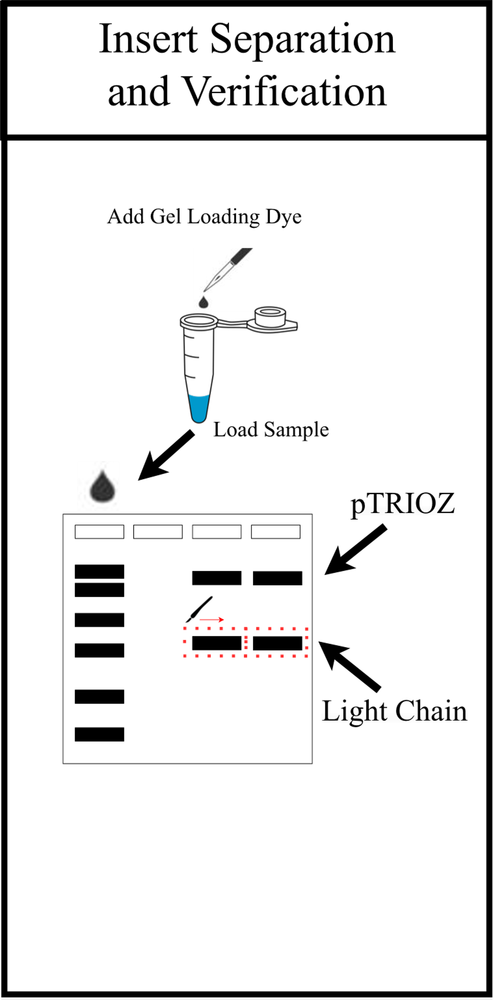 Insert Separation
and Verification
Add Gel Loading Dye
Load Sample
pTRIOZ
Light Chain